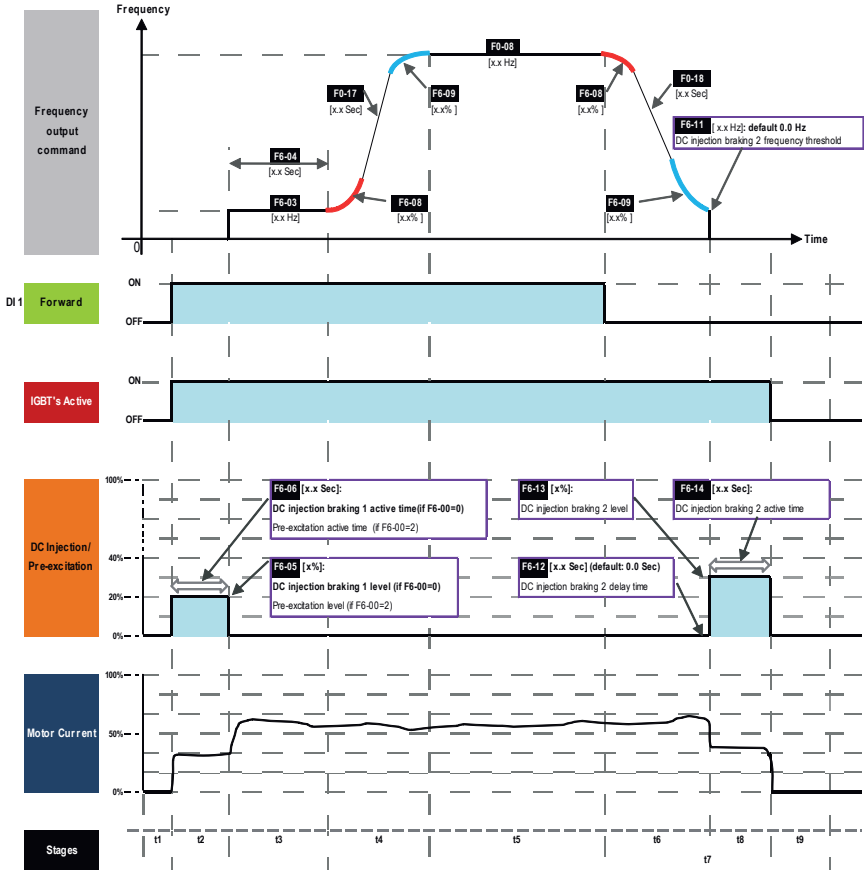 Frequency
Frequency
output
command
F0-08
[x.x Hz]
F0-17
[x.x Sec]
F6-09
[x.x% ]
F6-08
[x.x% ]
F0-18
[x.x Sec]
F6-11 [ x.x Hz]: default 0.0 Hz
DC injection braking 2 frequency threshold
F6-04
[x.x Sec]
F6-03
[x.x Hz]
F6-08
[x.x% ]
F6-09
[x.x% ]
0
Time
DI 1
Forward
ON
OFF
IGBT's Active
ON
OFF
DC Injection/
Pre-excitation
100%
40%
20%
0%
F6-06 [x.x Sec]:
DC injection braking 1 active time(if F6-00=0)
Pre-excitation active time (if F6-00=2)
F6-05 [x%]:
DC injection braking 1 level (if F6-00=0)
Pre-excitation level (if F6-00=2)
F6-13 [x%]:
DC injection braking 2 level
F6-14 [x.x Sec]:
DC injection braking 2 active time
F6-12 [x.x Sec] (default: 0.0 Sec)
DC injection braking 2 delay time
Motor Current
100%
50%
0%
Stages
t1 t2 t3 t4 t5 t6 t8 t9
t7